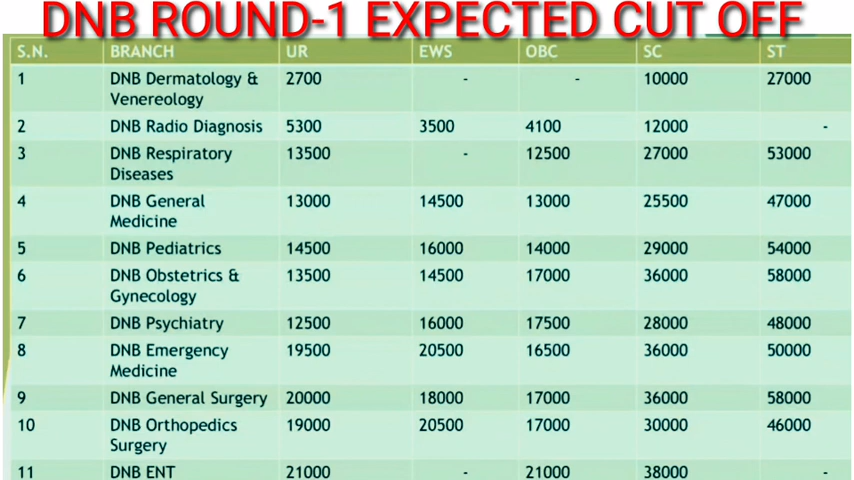 DNB ROUND-1 EXPECTED CUT OFF
S.N. BRANCH UR EWS OBC SC ST
1 DNB Dermatology & 2700 - - 10000 27000
Venereology
2 DNB Radio Diagnosis 5300 3500 4100 12000 -
3 DNB Respiratory 13500 - 12500 27000 53000
Diseases
4 DNB General 13000 14500 13000 25500 47000
Medicine
5 DNB Pediatrics 14500 16000 14000 29000 54000
6 DNB Obstetrics & 13500 14500 17000 36000 58000
Gynecology
7 DNB Psychiatry 12500 16000 17500 28000 48000
8 DNB Emergency 19500 20500 16500 36000 50000
Medicine
9 DNB General Surgery 20000 18000 17000 36000 58000
10 DNB Orthopedics 19000 20500 17000 30000 46000
Surgery
11 DNB ENT 21000 - 21000 38000 -